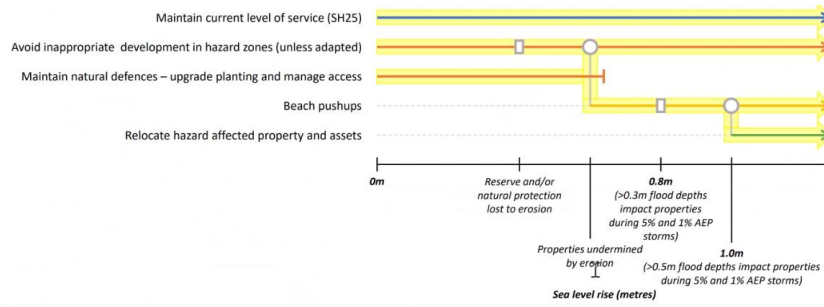 Maintain current level of service (SH25)
Avoid inappropriate development in hazard zones (unless adapted)
Maintain natural defences – upgrade planting and manage access
Beach pushups
Relocate hazard affected property and assets
0m
Reserve and/or
natural protection
lost to erosion
Properties undermined
by erosion
0.8m
(>0.3m flood depths
impact properties
during 5% and 1% AEP
storms)
1.0m
(>0.5m flood depths impact properties
during 5% and 1% AEP storms)
Sea level rise (metres)